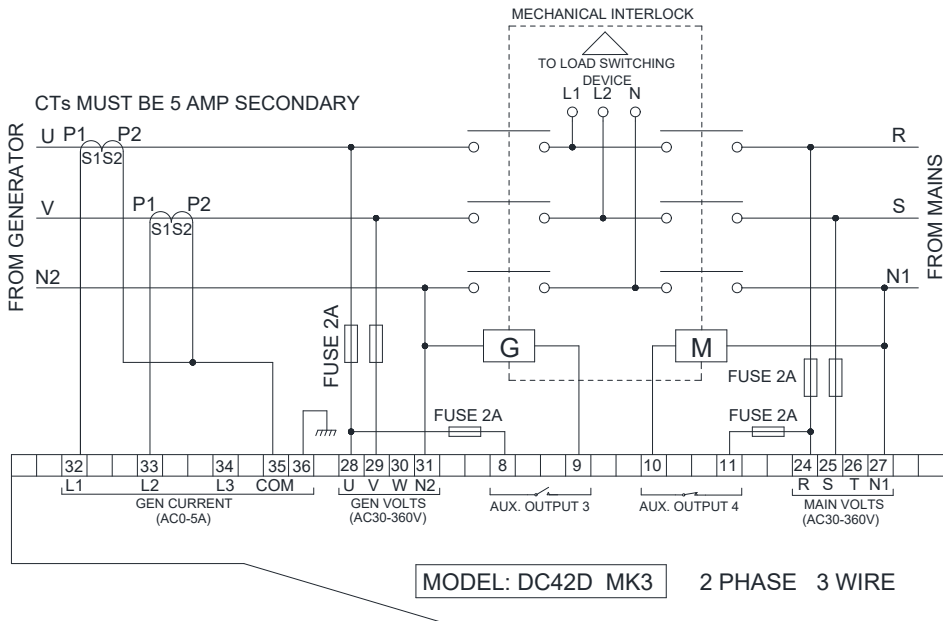 MECHANICAL INTERLOCK
TO LOAD SWITCHING
DEVICE
L1 L2 N
CTs MUST BE 5 AMP SECONDARY
U P1 P2
S1S2
R
V P1 P2
S1S2
S
N2
N1
FROM GENERATOR
FROM MAINS
FUSE 2A
G
M
FUSE 2A
FUSE 2A
FUSE 2A
32 33 34 35 36 28 29 30 31 8 9 10 11 24 25 26 27
L1 L2 L3 COM U V W N2 R S T N1
GEN CURRENT
(AC0-5A)
GEN VOLTS
(AC30-360V)
AUX. OUTPUT 3
AUX. OUTPUT 4
MAIN VOLTS
(AC30-360V)
MODEL: DC42D MK3 2 PHASE 3 WIRE